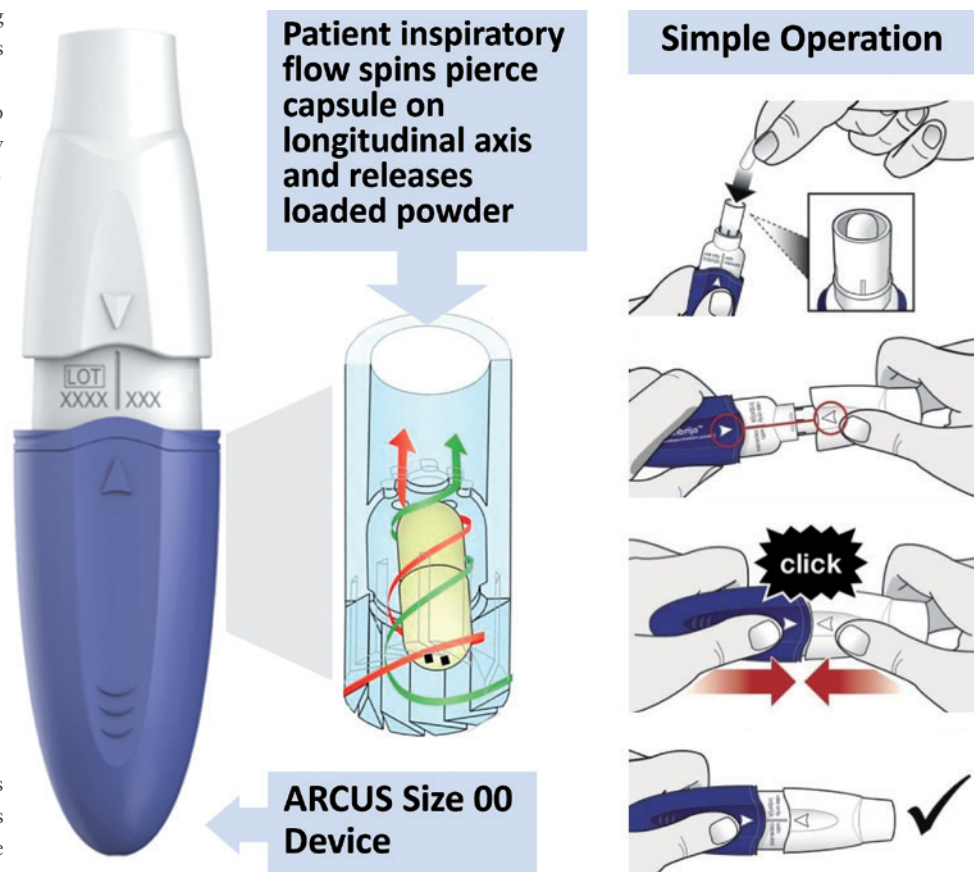 g
s
o
y
s
s
e
LOT
XXXX XXX
Patient inspiratory
flow spins pierce
capsule on
longitudinal axis
and releases
loaded powder
ARCUS Size 00
Device
Simple Operation
click